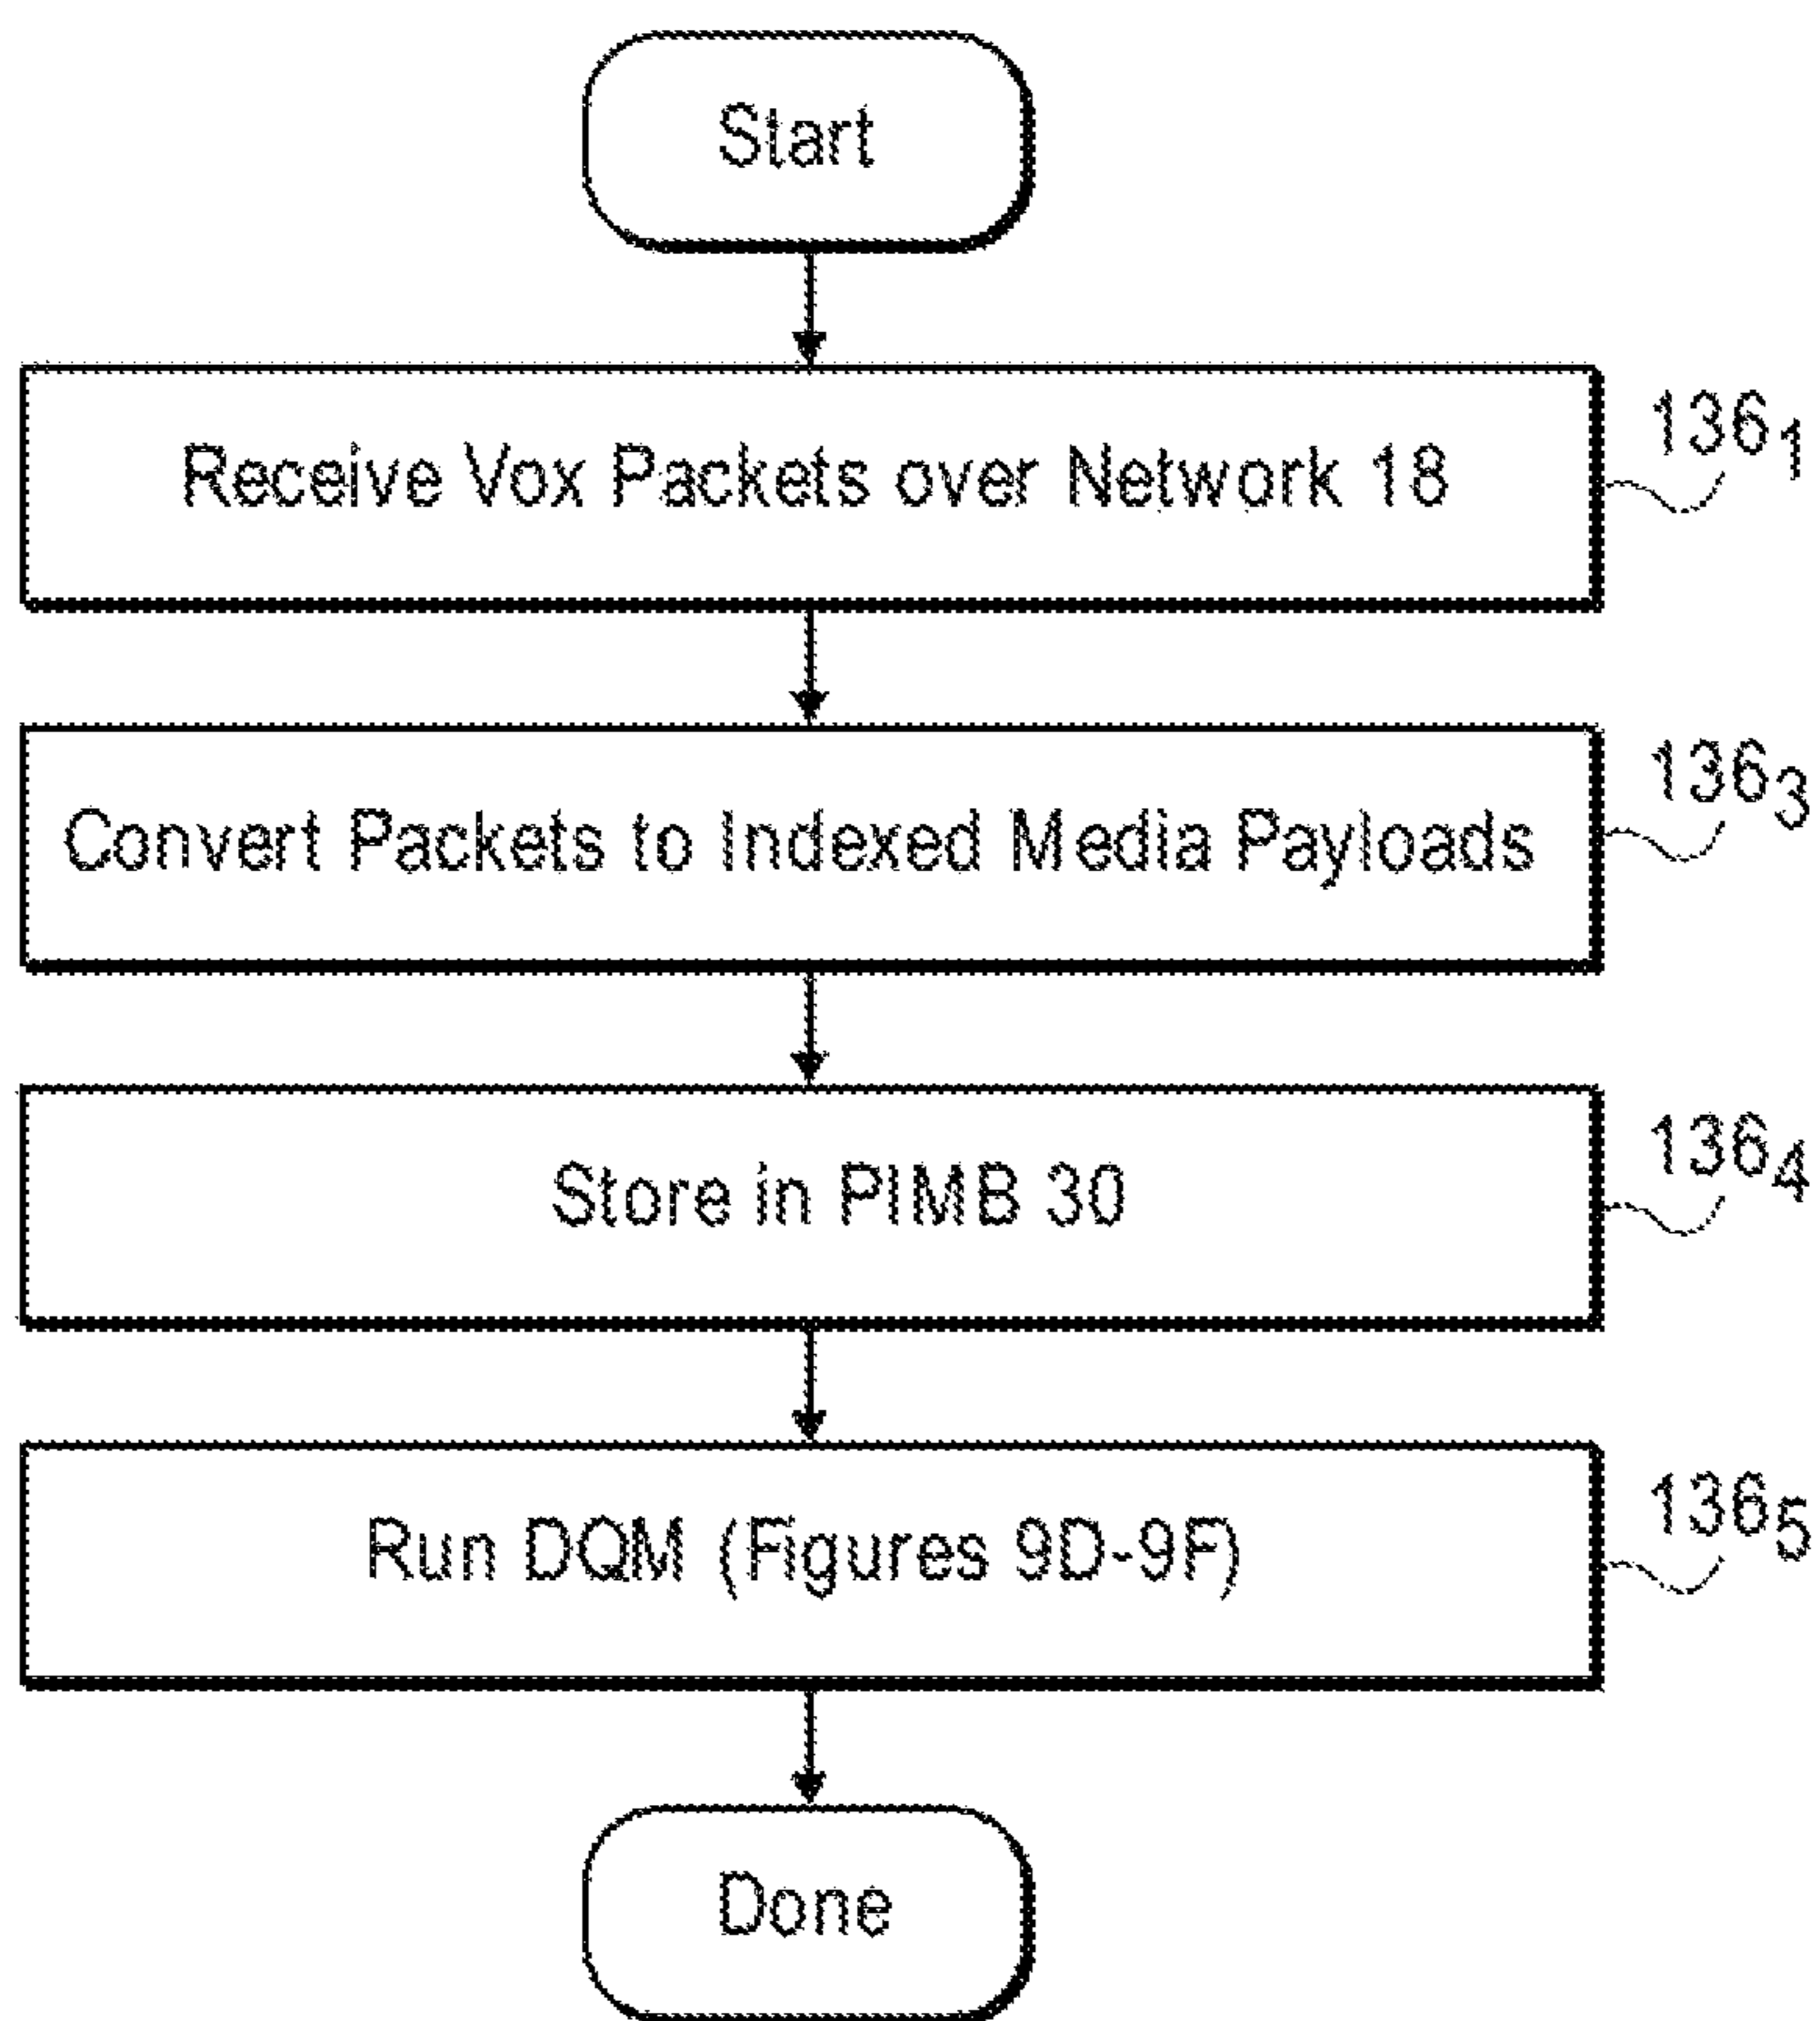 Start
Receive Vox Packets over Network 18
136₁
Convert Packets to Indexed Media Payloads
136₃
Store in PIMB 30
136₄
Run DQM (Figures 9D-9F)
136₅
Done